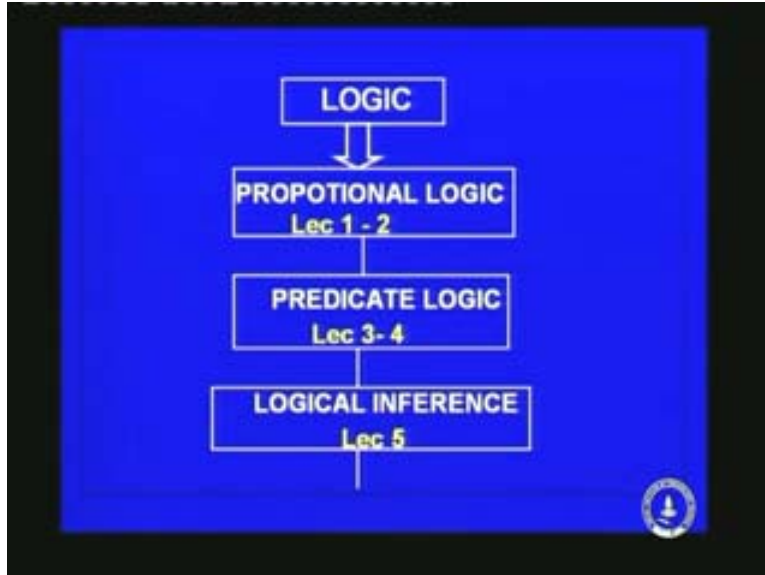 LOGIC
PROPOTIONAL LOGIC
Lec 1 - 2
PREDICATE LOGIC
Lec 3- 4
LOGICAL INFERENCE
Lec 5